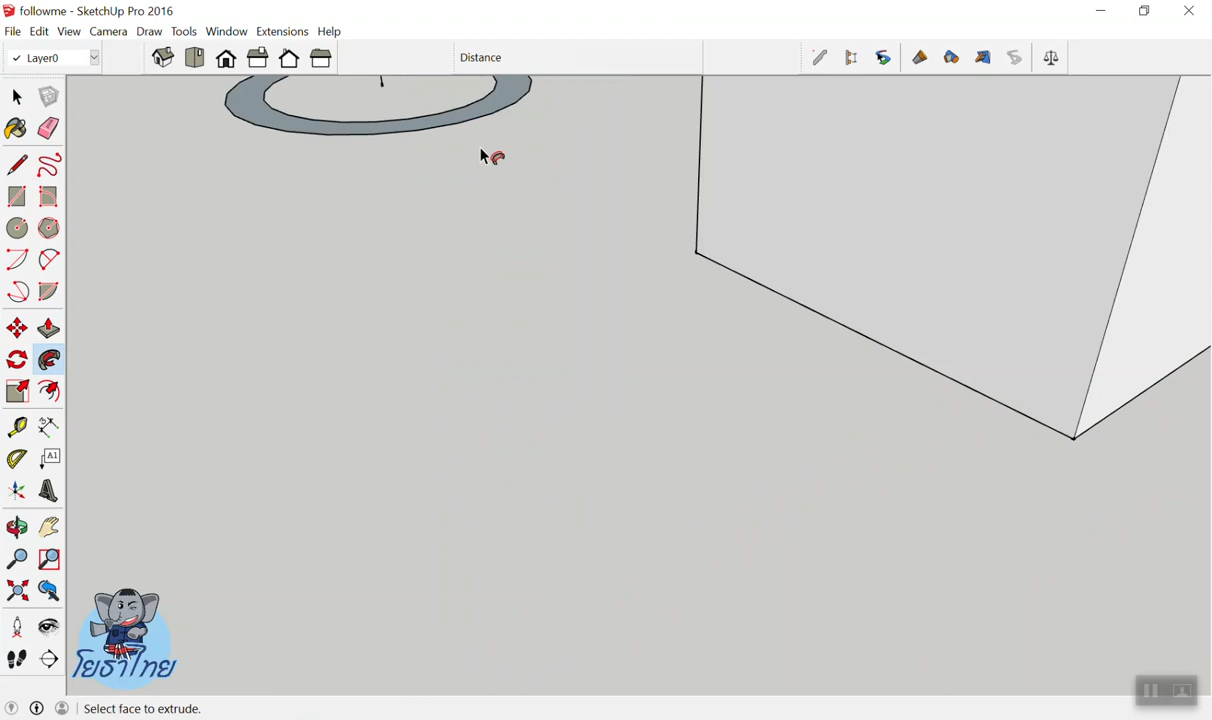 followme - SketchUp Pro 2016
File Edit View Camera Draw Tools Window Extensions Help
Layer0
Distance
A1
โยธาไทย
Select face to extrude.